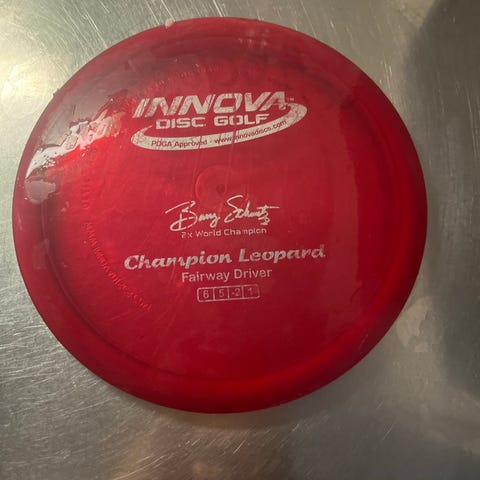 INNOVA
DISC GOLF
PDGA Approved - www.innovadiscs.com
Barry Schultz
2x World Champion
Champion Leopard
Fairway Driver
6 5 -2 1